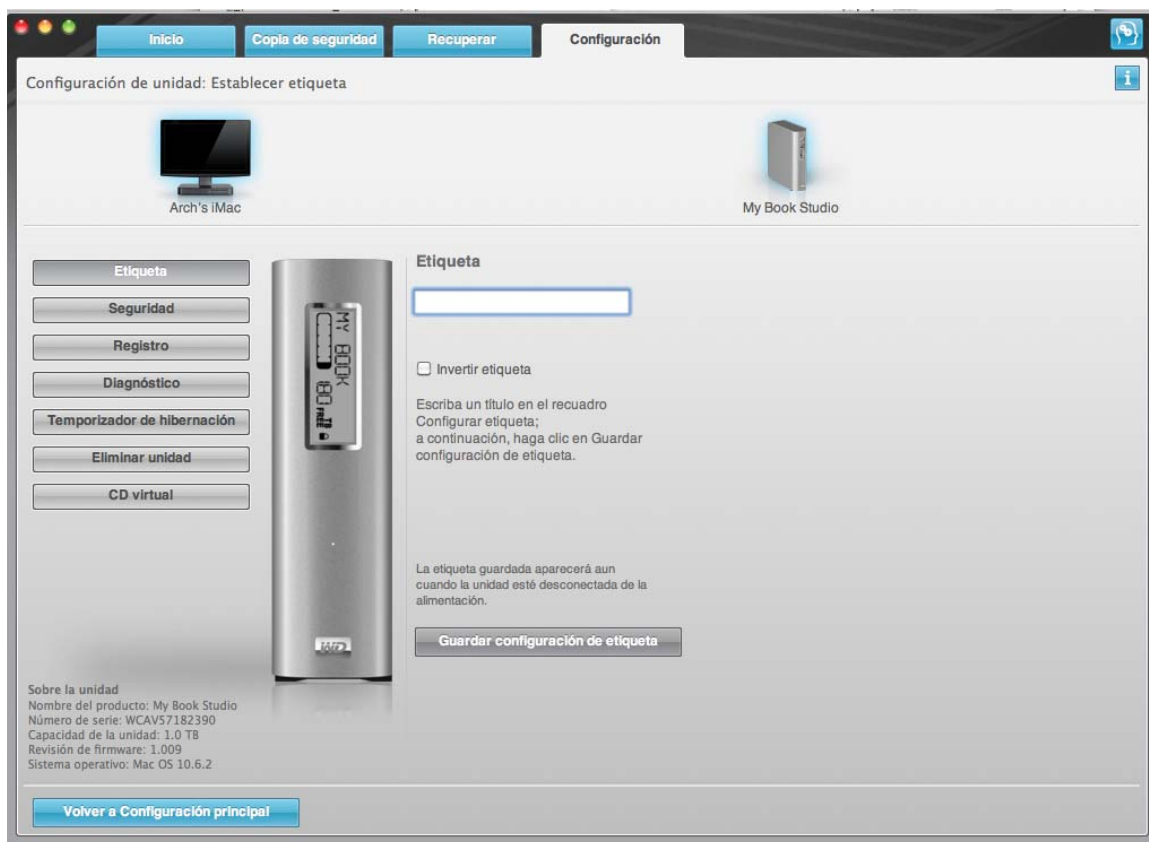 Inicio
Copia de seguridad
Recuperar
Configuración
Configuración de unidad: Establecer etiqueta
i
Arch's iMac
My Book Studio
Etiqueta
Seguridad
Registro
Diagnóstico
Temporizador de hibernación
Eliminar unidad
CD virtual
MY BOOK
FREE
TB
WD
Etiqueta
Invertir etiqueta
Escriba un título en el recuadro
Configurar etiqueta;
a continuación, haga clic en Guardar
configuración de etiqueta.
La etiqueta guardada aparecerá aun
cuando la unidad esté desconectada de la
alimentación.
Guardar configuración de etiqueta
Sobre la unidad
Nombre del producto: My Book Studio
Número de serie: WCAV57182390
Capacidad de la unidad: 1.0 TB
Revisión de firmware: 1.009
Sistema operativo: Mac OS 10.6.2
Volver a Configuración principal